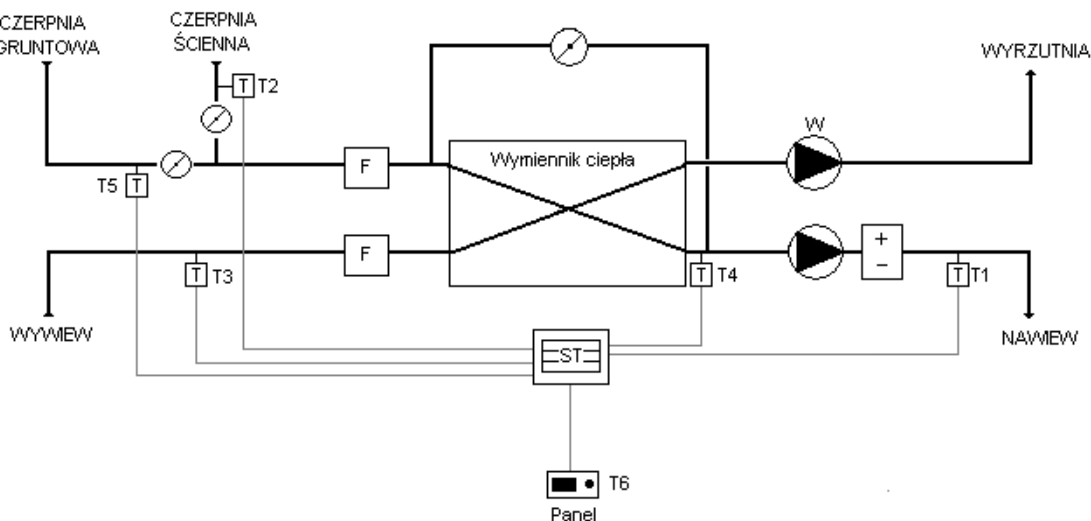 CZERPNIA
GRUNTOWA
CZERPNIA
ŚCIENNA
WYRZUTNIA
T
T2
W
F
Wymiennik ciepła
T5
T
F
+
-
T
T3
T
T4
T
T1
WYWIEW
NAWIEW
ST
T6
Panel